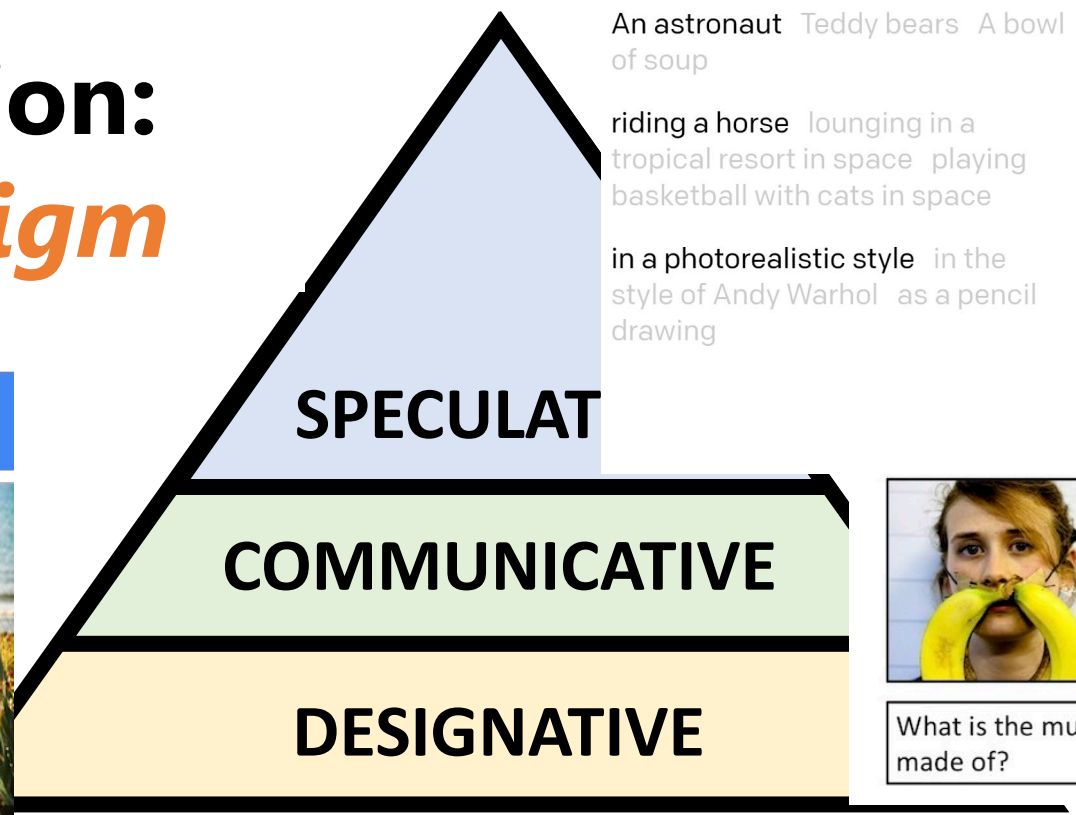 on:
igm
An astronaut Teddy bears A bowl
of soup
riding a horse lounging in a
tropical resort in space playing
basketball with cats in space
in a photorealistic style in the
style of Andy Warhol as a pencil
drawing
SPECULAT
COMMUNICATIVE
DESIGNATIVE
What is the mu
made of?